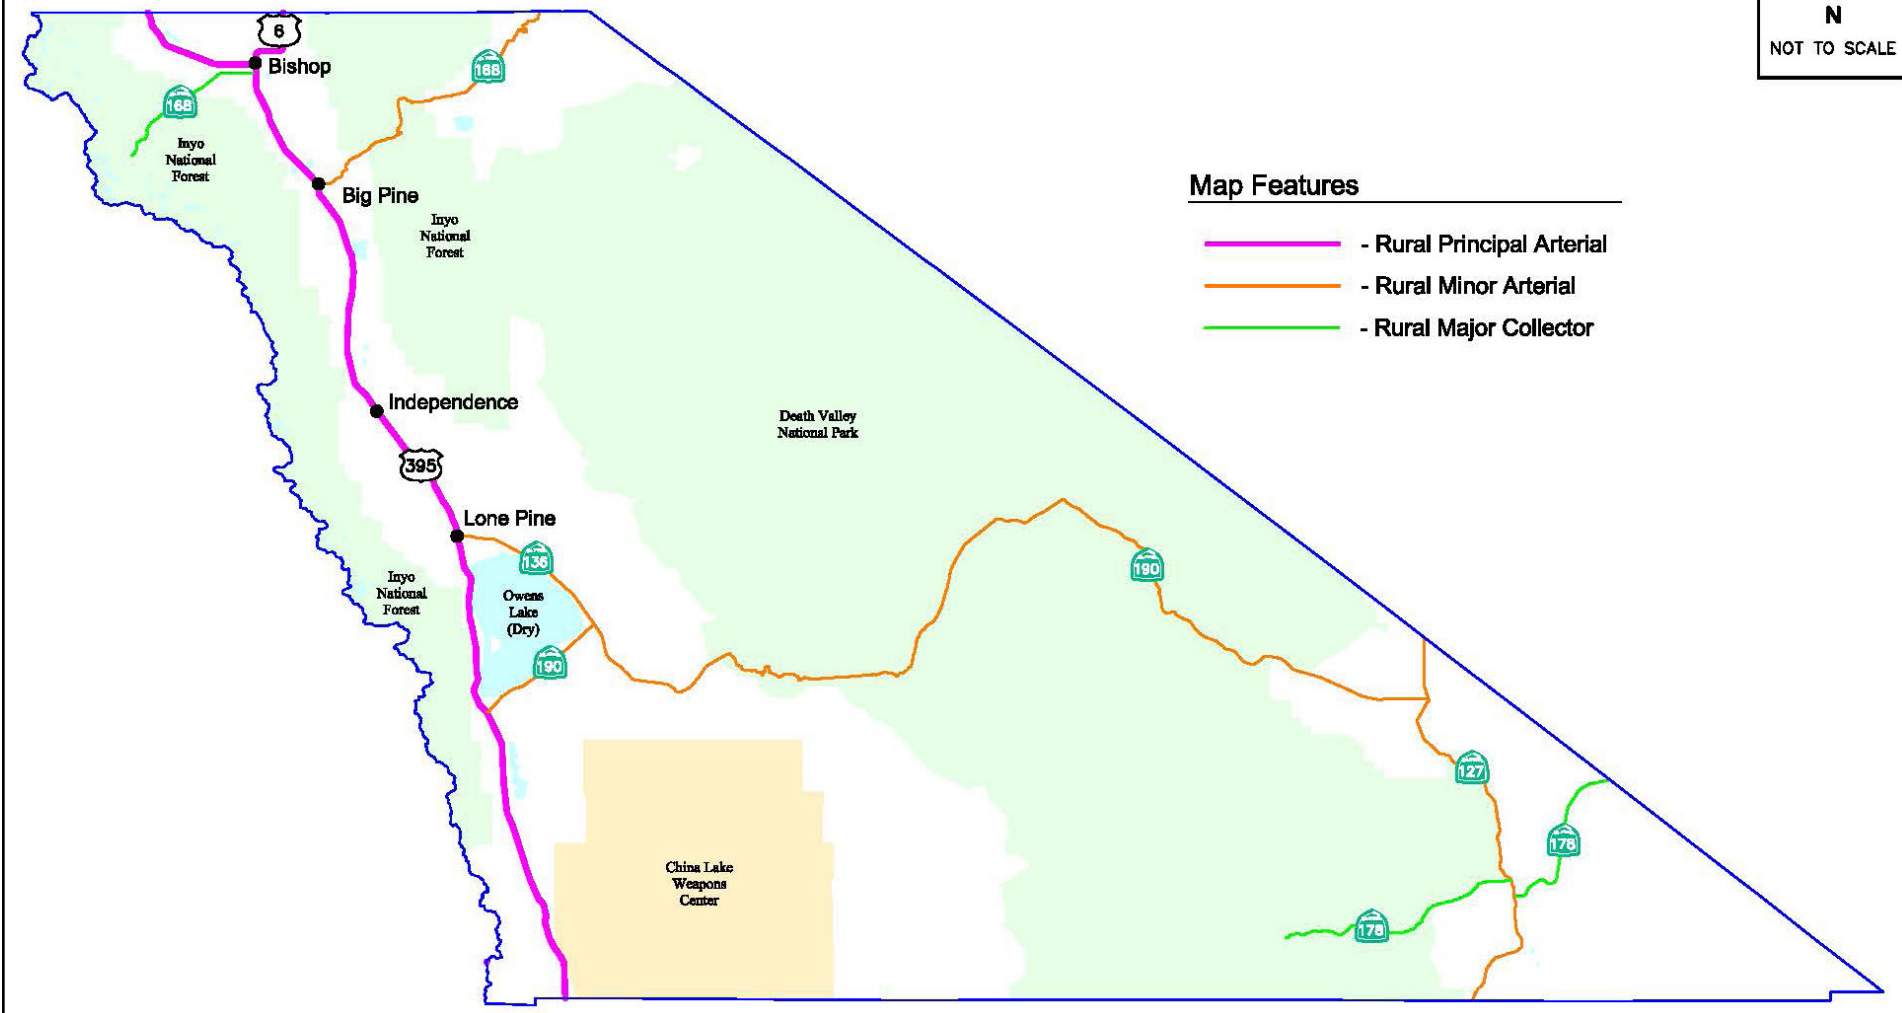 N
NOT TO SCALE
6
Bishop
168
168
Inyo
National
Forest
Big Pine
Inyo
National
Forest
Map Features
- Rural Principal Arterial
- Rural Minor Arterial
- Rural Major Collector
Independence
Death Valley
National Park
395
Lone Pine
136
190
Inyo
National
Forest
Owens
Lake
(Dry)
190
127
178
China Lake
Weapons
Center
178